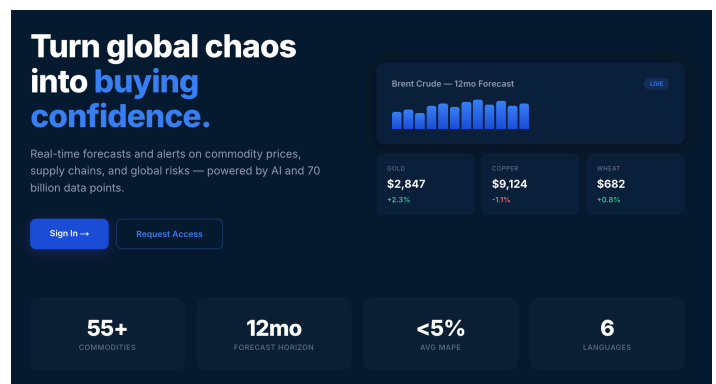 Turn global chaos
into buying
confidence.
Real-time forecasts and alerts on commodity prices,
supply chains, and global risks — powered by AI and 70
billion data points.
Sign In →
Request Access
Brent Crude — 12mo Forecast
LIVE
GOLD
$2,847
+2.3%
COPPER
$9,124
-1.1%
WHEAT
$682
+0.8%
55+
COMMODITIES
12mo
FORECAST HORIZON
<5%
AVG MAPE
6
LANGUAGES